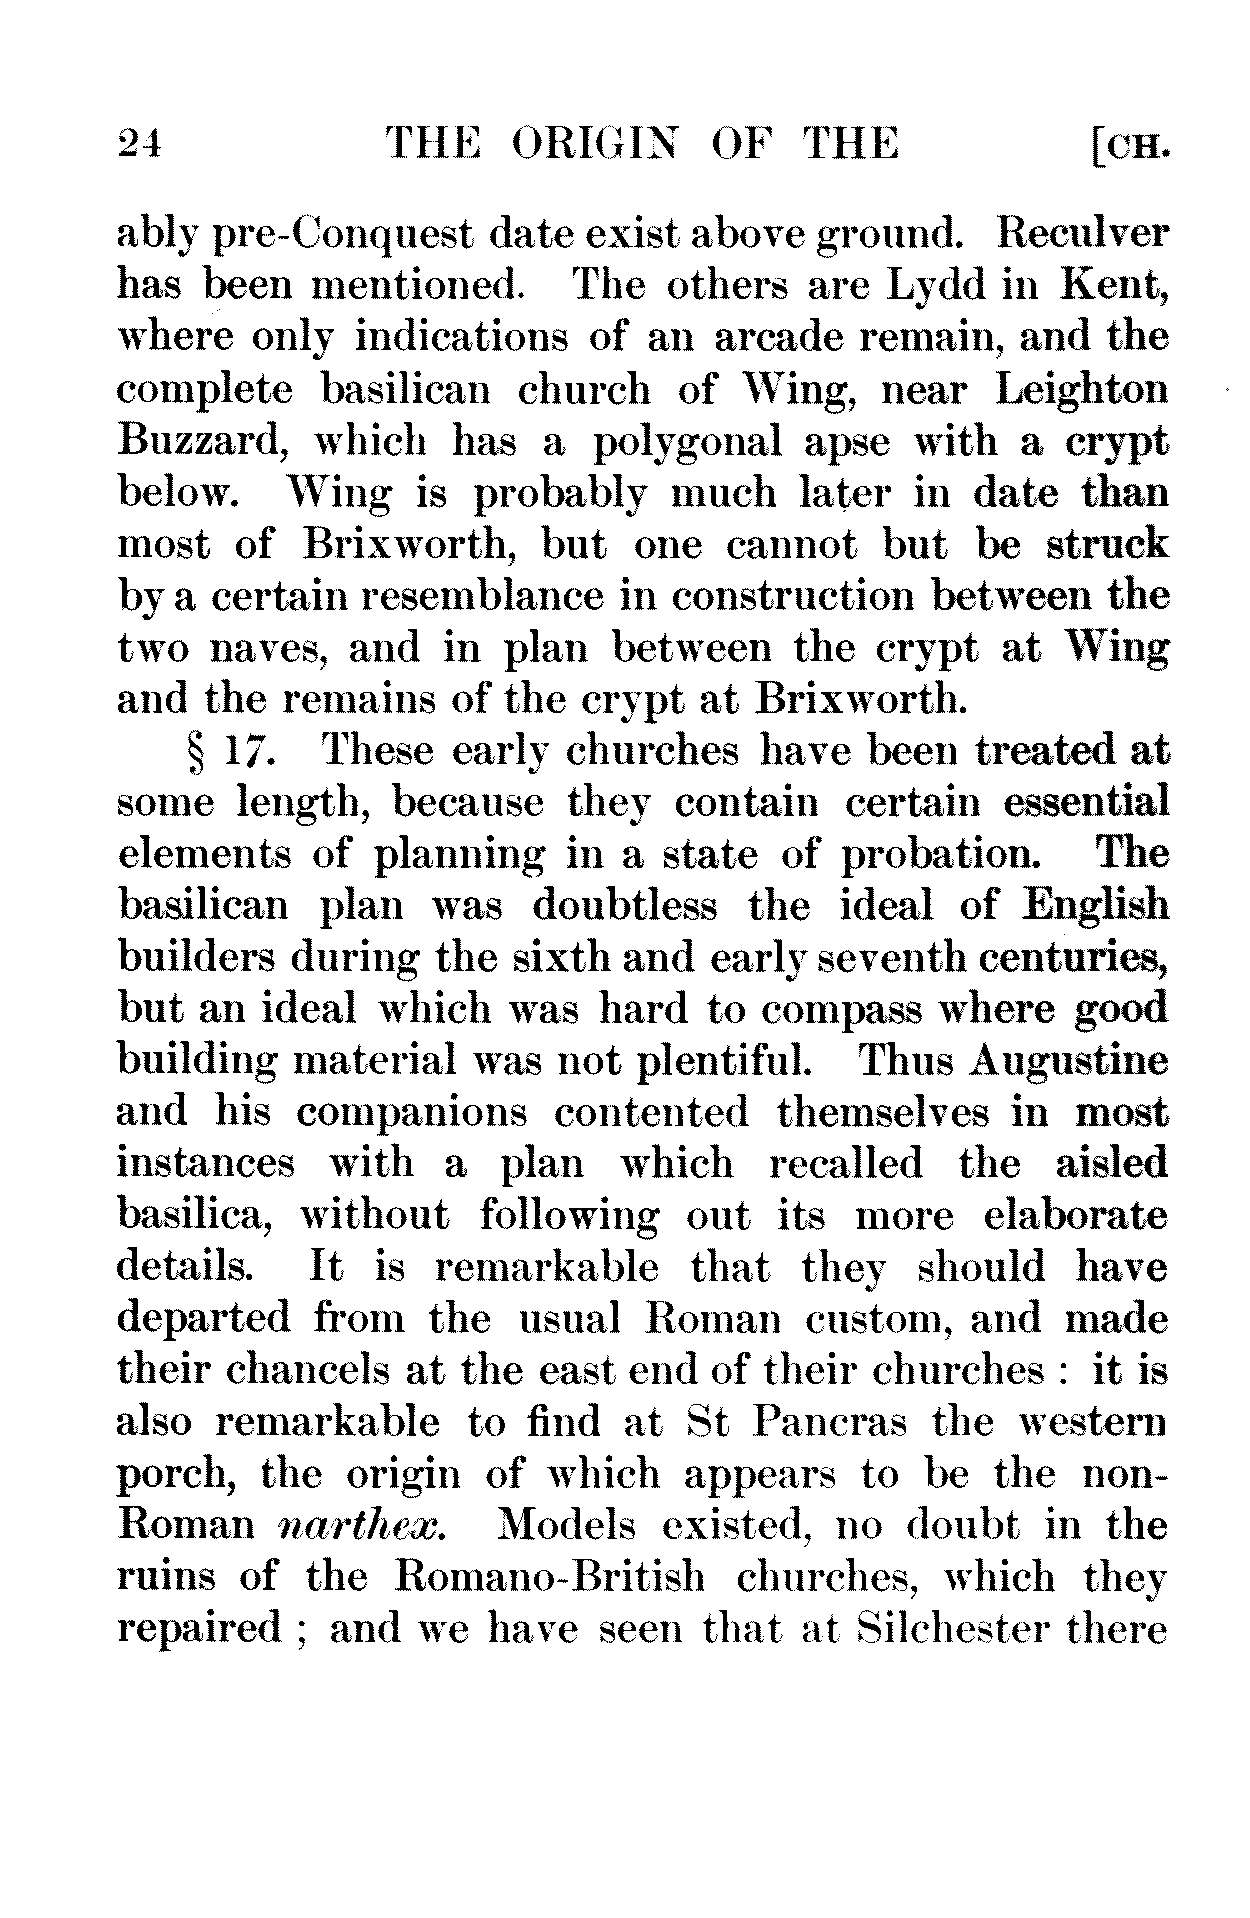 24 THE ORIGIN OF THE [CH.
ably pre-Conquest date exist above ground. Reculver
has been mentioned. The others are Lydd in Kent,
where only indications of an arcade remain, and the
complete basilican church of Wing, near Leighton
Buzzard, which has a polygonal apse with a crypt
below. Wing is probably much later in date than
most of Brixworth, but one cannot but be struck
by a certain resemblance in construction between the
two naves, and in plan between the crypt at Wing
and the remains of the crypt at Brixworth.
§ 17. These early churches have been treated at
some length, because they contain certain essential
elements of planning in a state of probation. The
basilican plan was doubtless the ideal of English
builders during the sixth and early seventh centuries,
but an ideal which was hard to compass where good
building material was not plentiful. Thus Augustine
and his companions contented themselves in most
instances with a plan which recalled the aisled
basilica, without following out its more elaborate
details. It is remarkable that they should have
departed from the usual Roman custom, and made
their chancels at the east end of their churches : it is
also remarkable to find at St Pancras the western
porch, the origin of which appears to be the non-
Roman narthex. Models existed, no doubt in the
ruins of the Romano-British churches, which they
repaired ; and we have seen that at Silchester there